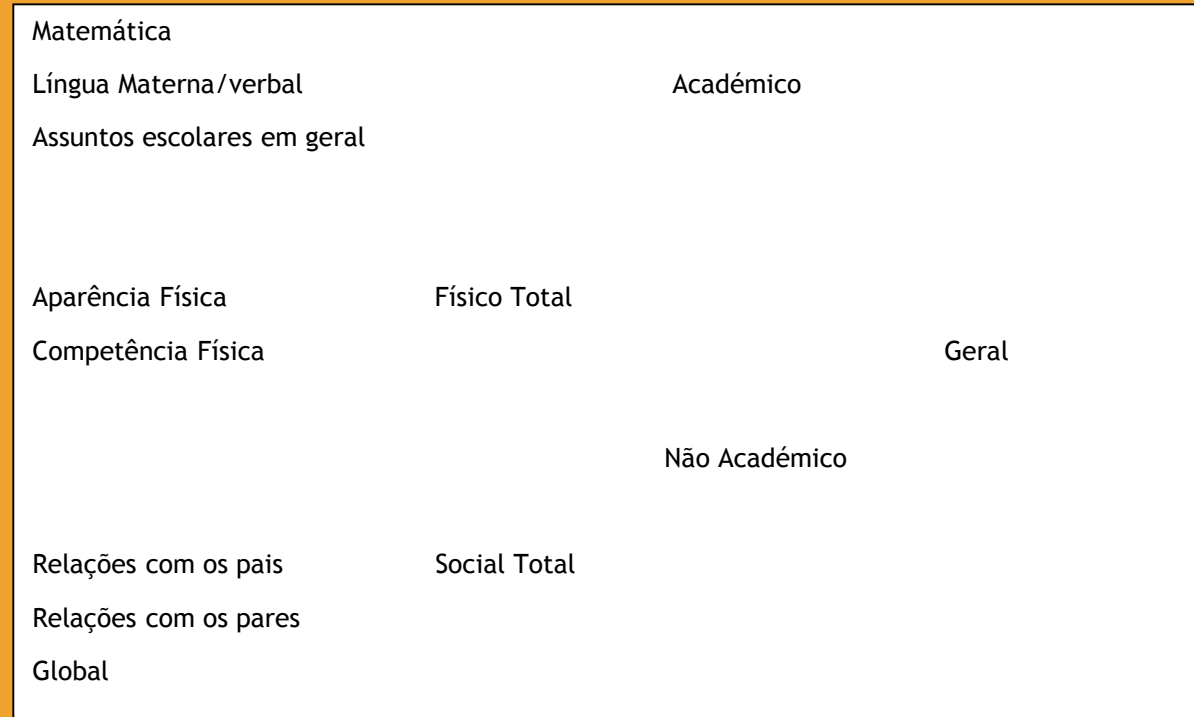 Matemática
Língua Materna/verbal Académico
Assuntos escolares em geral
Aparência Física Físico Total
Competência Física Geral
Não Académico
Relações com os pais Social Total
Relações com os pares
Global